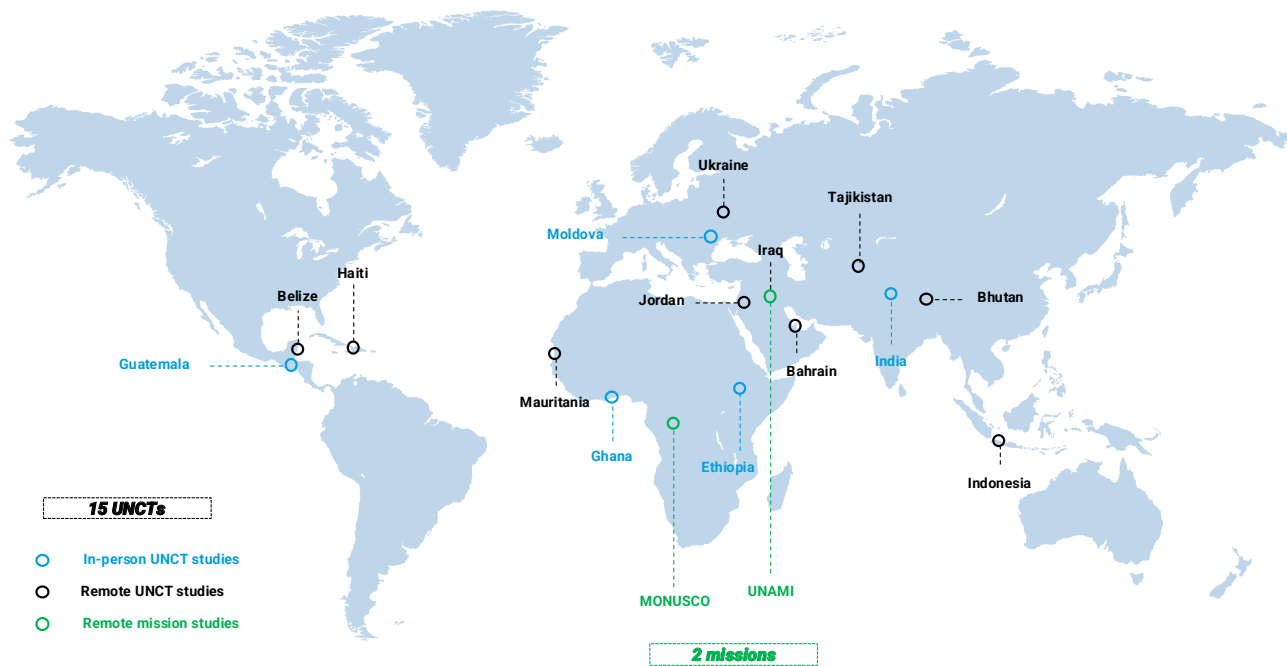 Ukraine
Tajikistan
Moldova
Iraq
Haiti
Belize
Jordan
Bhutan
Guatemala
India
Bahrain
Mauritania
Ghana
Ethiopia
Indonesia
15 UNCTs
In-person UNCT studies
Remote UNCT studies
Remote mission studies
MONUSCO
UNAMI
2 missions